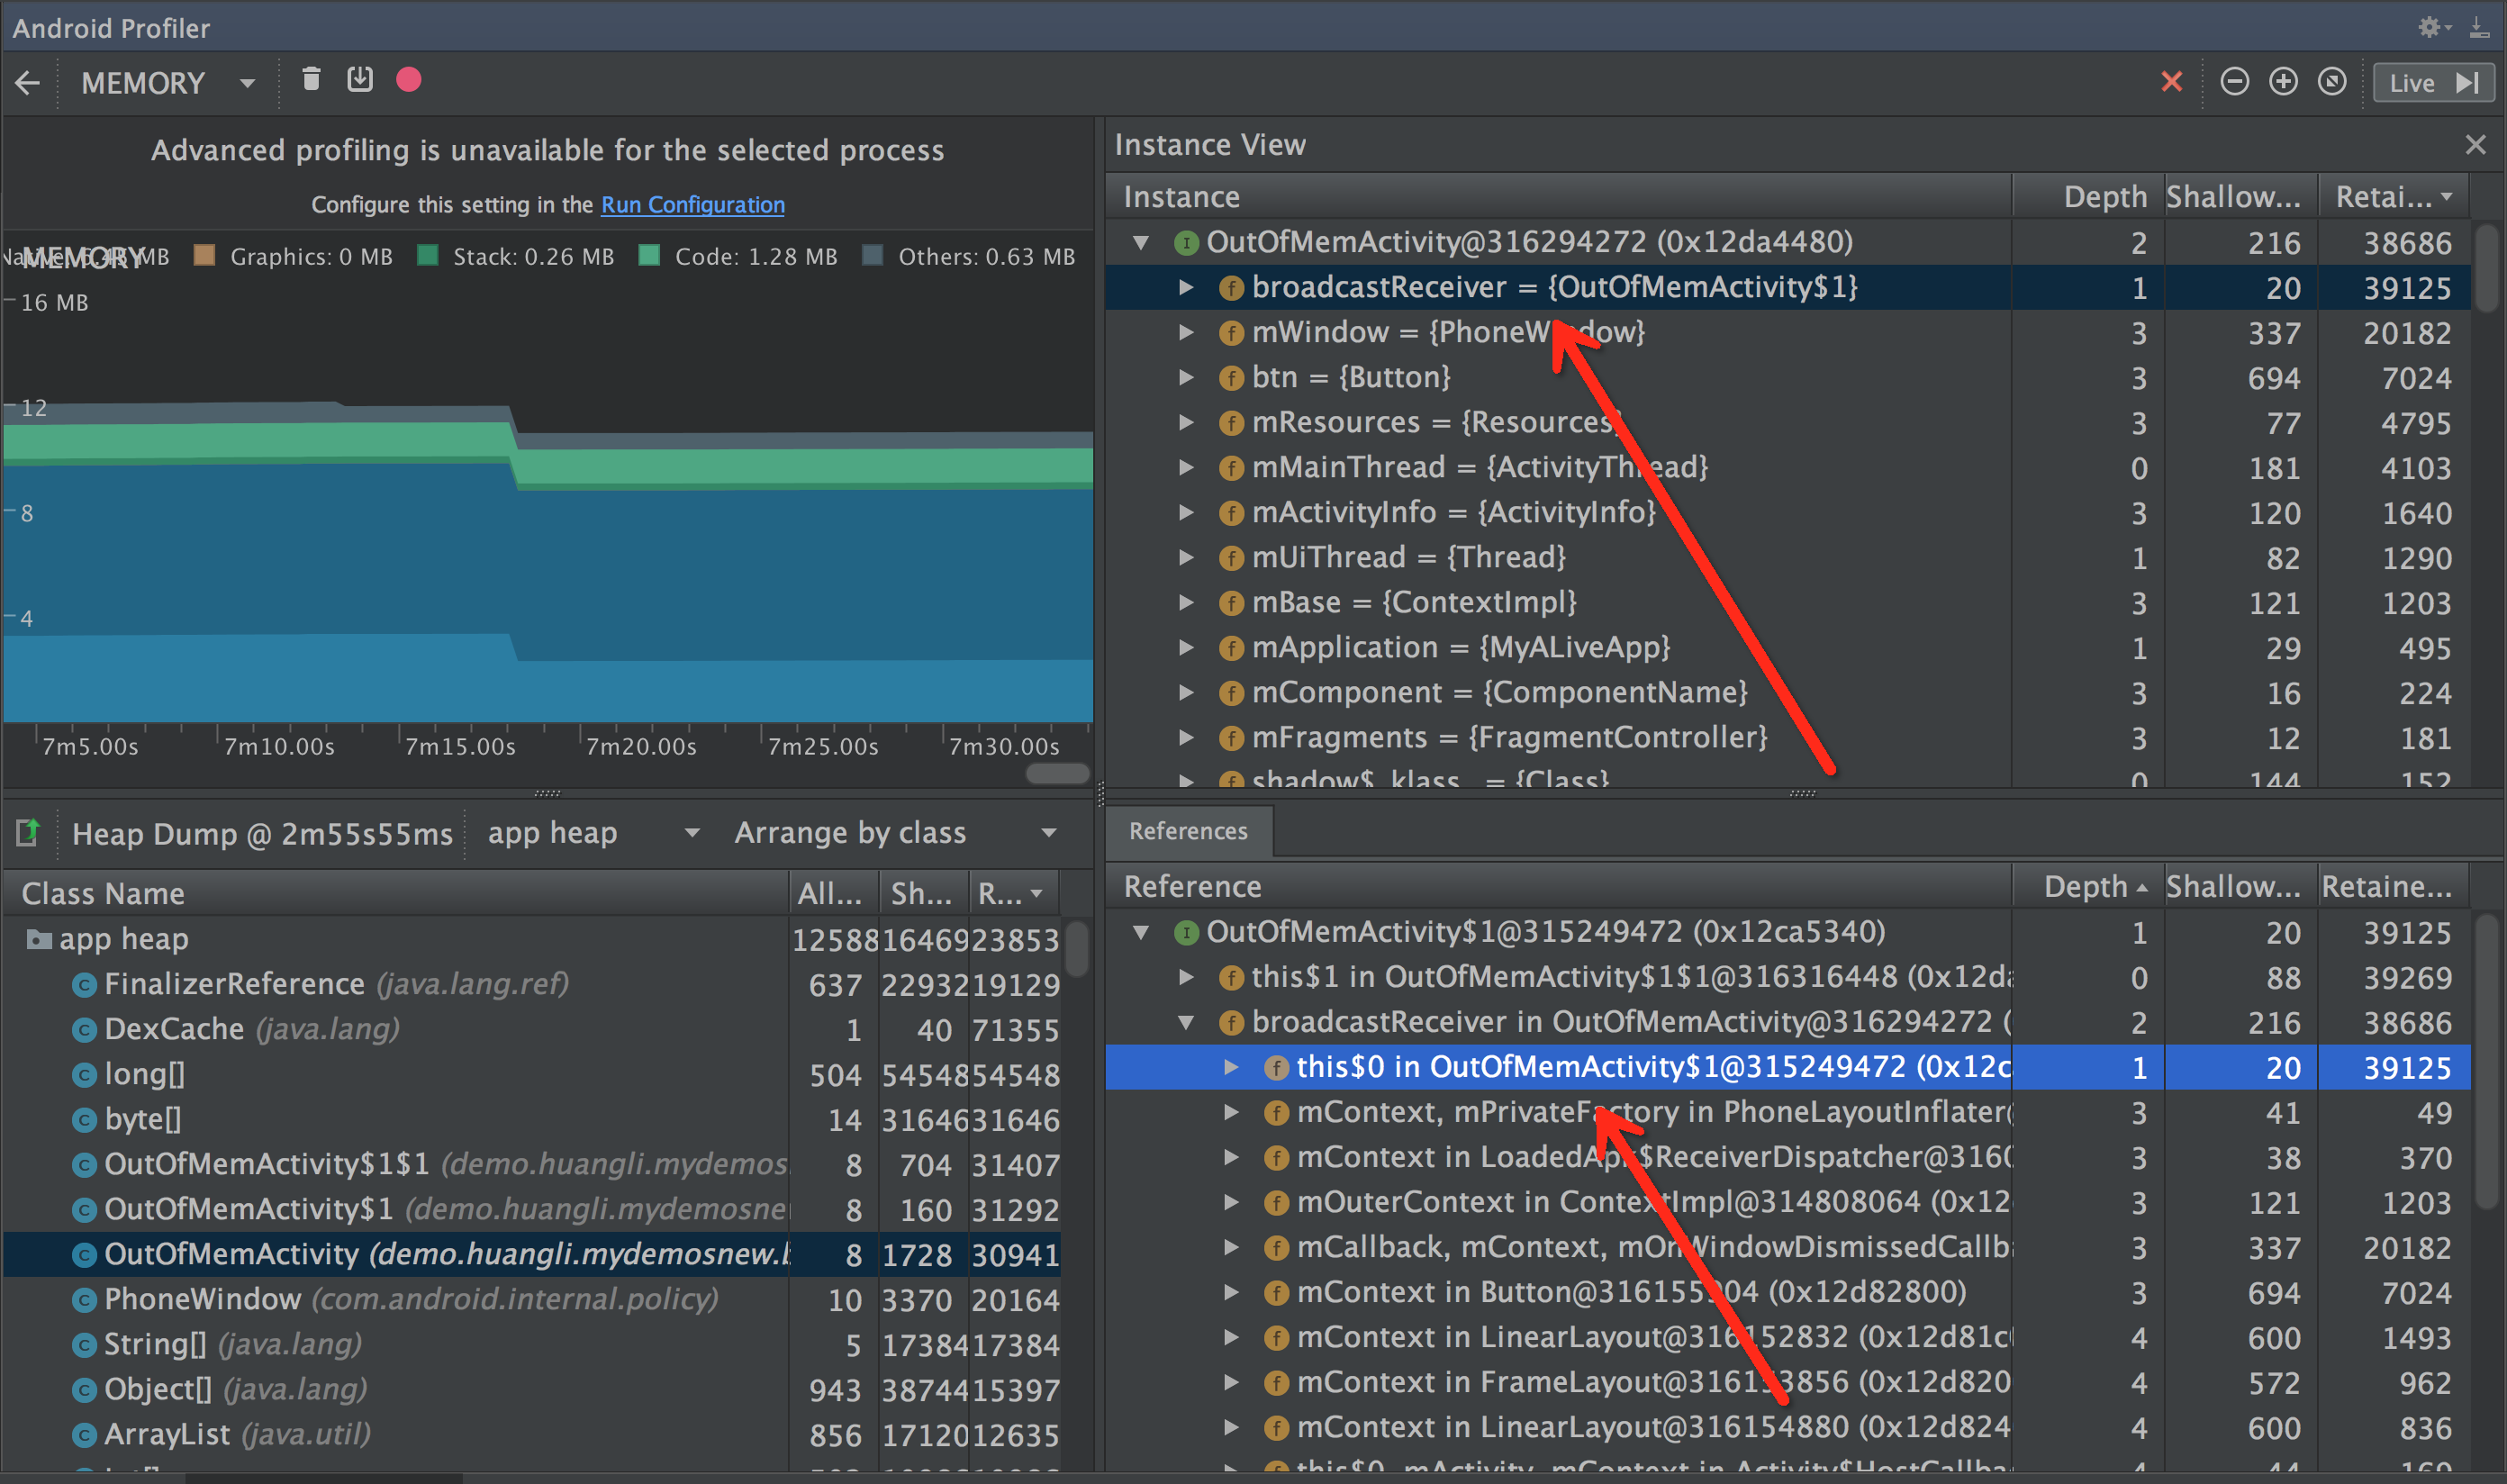 Android Profiler
MEMORY
Live
Advanced profiling is unavailable for the selected process
Configure this setting in the Run Configuration
MEMORY MB Graphics: 0 MB Stack: 0.26 MB Code: 1.28 MB Others: 0.63 MB
16 MB
12
8
4
7m5.00s 7m10.00s 7m15.00s 7m20.00s 7m25.00s 7m30.00s
Heap Dump @ 2m55s55ms app heap Arrange by class
Class Name All... Sh... R...
app heap 12588 16469 23853
FinalizerReference (java.lang.ref) 637 22932 19129
DexCache (java.lang) 1 40 71355
long[] 504 54548 54548
byte[] 14 31646 31646
OutOfMemActivity$1$1 (demo.huangli.mydemos 8 704 31407
OutOfMemActivity$1 (demo.huangli.mydemosne 8 160 31292
OutOfMemActivity (demo.huangli.mydemosnew.b 8 1728 30941
PhoneWindow (com.android.internal.policy) 10 3370 20164
String[] (java.lang) 5 17384 17384
Object[] (java.lang) 943 38744 15397
ArrayList (java.util) 856 17120 12635
Instance View
Instance Depth Shallow... Retai...
OutOfMemActivity@316294272 (0x12da4480) 2 216 38686
broadcastReceiver = {OutOfMemActivity$1} 1 20 39125
mWindow = {PhoneWindow} 3 337 20182
btn = {Button} 3 694 7024
mResources = {Resources} 3 77 4795
mMainThread = {ActivityThread} 0 181 4103
mActivityInfo = {ActivityInfo} 3 120 1640
mUiThread = {Thread} 1 82 1290
mBase = {ContextImpl} 3 121 1203
mApplication = {MyALiveApp} 1 29 495
mComponent = {ComponentName} 3 16 224
mFragments = {FragmentController} 3 12 181
shadow$_klass_ = {Class} 0 144 152
References
Reference Depth Shallow... Retaine...
OutOfMemActivity$1@315249472 (0x12ca5340) 1 20 39125
this$1 in OutOfMemActivity$1$1@316316448 (0x12da 0 88 39269
broadcastReceiver in OutOfMemActivity@316294272 ( 2 216 38686
this$0 in OutOfMemActivity$1@315249472 (0x12c 1 20 39125
mContext, mPrivateFactory in PhoneLayoutInflater@ 3 41 49
mContext in LoadedApk$ReceiverDispatcher@3160 3 38 370
mOuterContext in ContextImpl@314808064 (0x12 3 121 1203
mCallback, mContext, mOnWindowDismissedCallba 3 337 20182
mContext in Button@316155904 (0x12d82800) 3 694 7024
mContext in LinearLayout@316152832 (0x12d81c 4 600 1493
mContext in FrameLayout@316153856 (0x12d820 4 572 962
mContext in LinearLayout@316154880 (0x12d824 4 600 836
this$0, mActivity, mContext in Activity$HostCallba 4 44 169